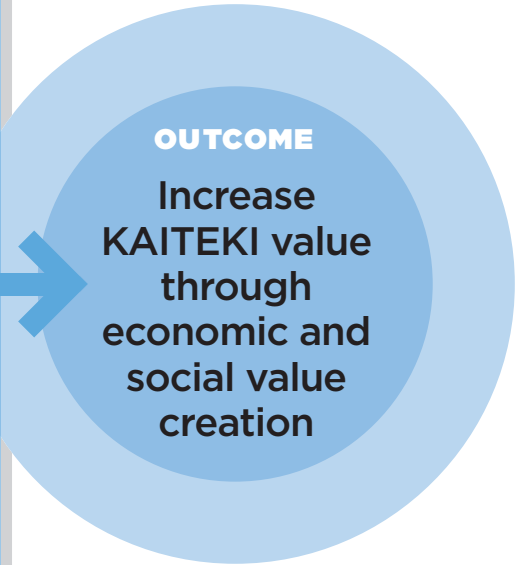 OUTCOME
Increase
KAITEKI value
through
economic and
social value
creation